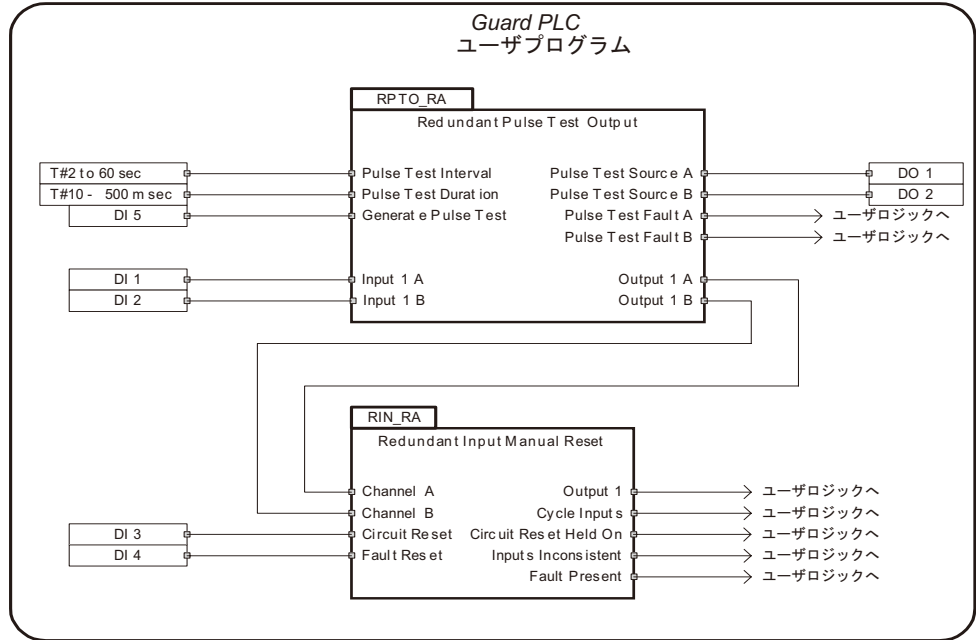 Guard PLC
ユーザプログラム
RPTO_RA
Redundant Pulse Test Output
T#2 to 60 sec
Pulse Test Interval
Pulse Test Source A
DO 1
T#10 - 500 msec
Pulse Test Duration
Pulse Test Source B
DO 2
DI 5
Generate Pulse Test
Pulse Test Fault A
ユーザロジックへ
Pulse Test Fault B
ユーザロジックへ
DI 1
Input 1 A
Output 1 A
DI 2
Input 1 B
Output 1 B
RIN_RA
Redundant Input Manual Reset
Channel A
Output 1
ユーザロジックへ
Channel B
Cycle Inputs
ユーザロジックへ
DI 3
Circuit Reset
Circuit Reset Held On
ユーザロジックへ
DI 4
Fault Reset
Inputs Inconsistent
ユーザロジックへ
Fault Present
ユーザロジックへ